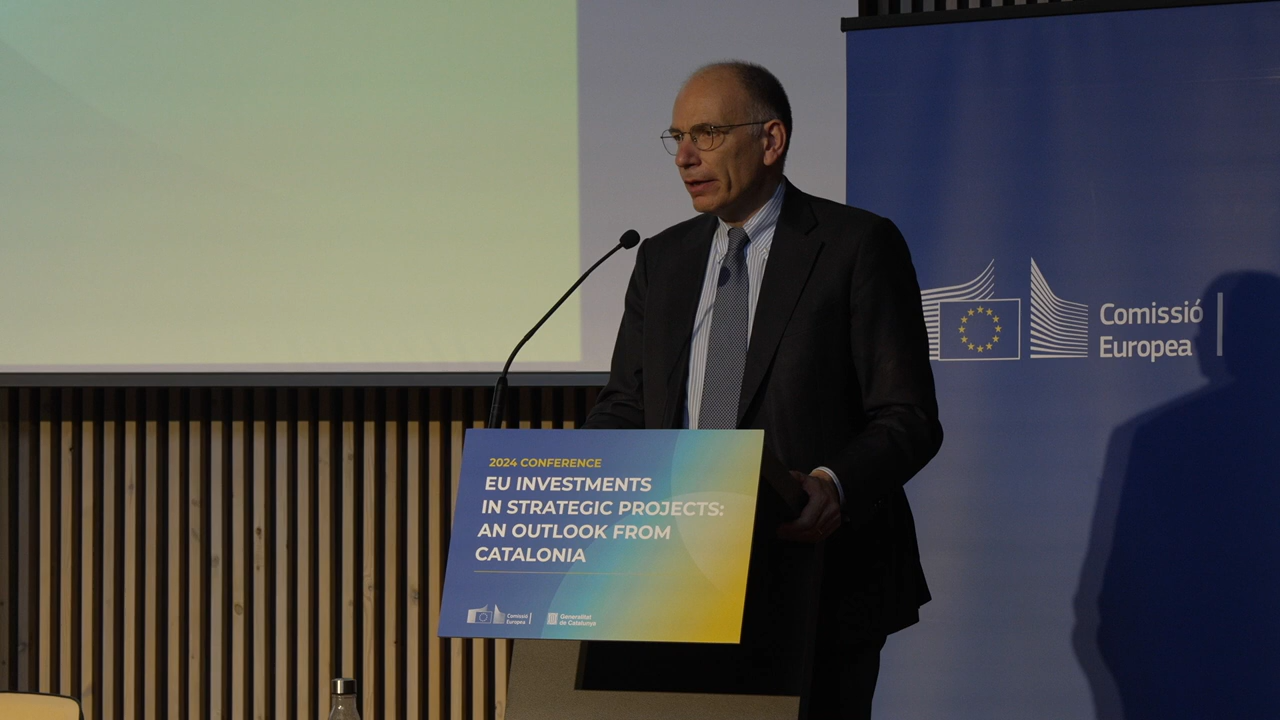 Comissió
Europea
2024 CONFERENCE
EU INVESTMENTS
IN STRATEGIC PROJECTS:
AN OUTLOOK FROM
CATALONIA
Comissió
Europea
Generalitat
de Catalunya